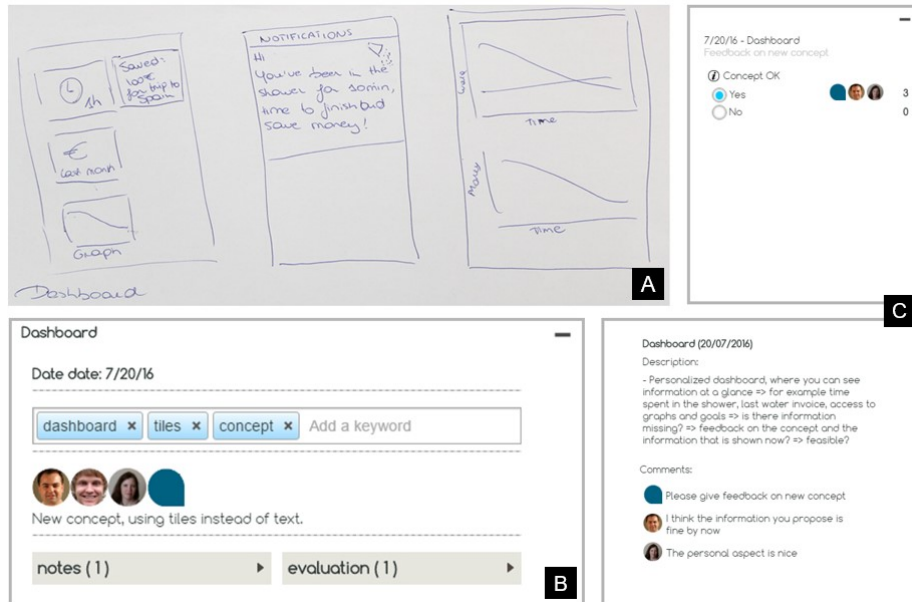 1h
Saved:
100€
for trip to
Spain
€
Last month
Graph
Dashboard
NOTIFICATIONS
Hi
You've been in the
shower for 10min,
time to finish and
save money!
Time
Money
Time
A
7/20/16 - Dashboard
Feedback on new concept
i Concept OK
Yes 3
No 0
C
Dashboard
Date date: 7/20/16
dashboard × tiles × concept × Add a keyword
New concept, using tiles instead of text.
notes (1)
evaluation (1)
B
Dashboard (20/07/2016)
Description:
- Personalized dashboard, where you can see
information at a glance => for example time
spent in the shower, last water invoice, access to
graphs and goals => is there information
missing? => feedback on the concept and the
information that is shown now? => feasible?
Comments:
Please give feedback on new concept
I think the information you propose is
fine by now
The personal aspect is nice